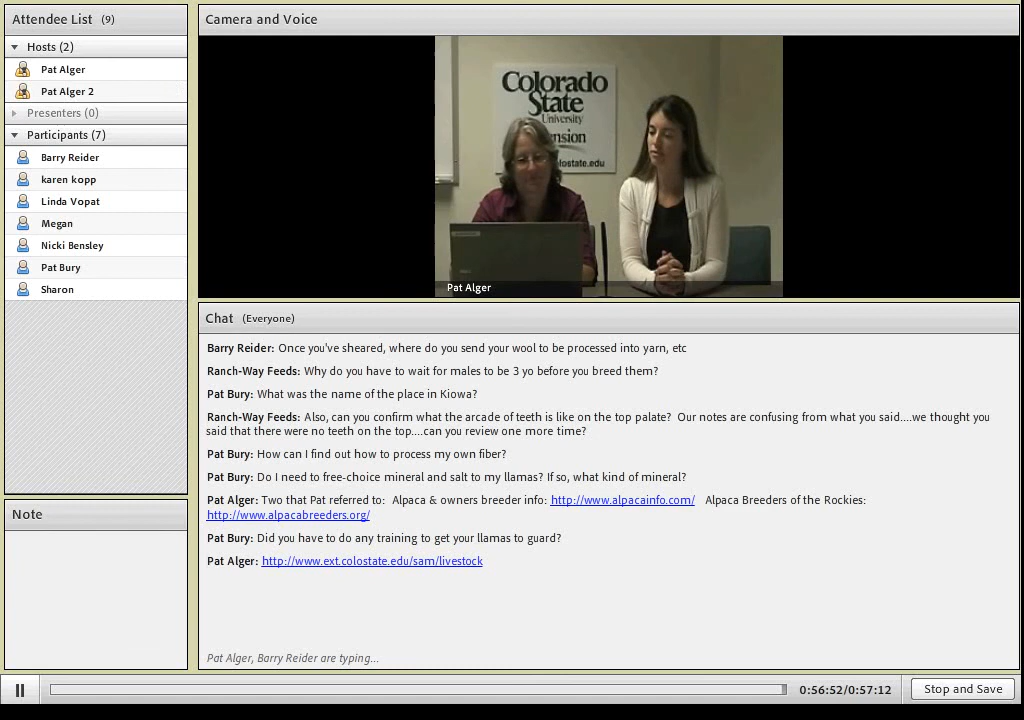 Attendee List (9)
Hosts (2)
Pat Alger
Pat Alger 2
Presenters (0)
Participants (7)
Barry Reider
karen kopp
Linda Vopat
Megan
Nicki Bensley
Pat Bury
Sharon
Note
Camera and Voice
Colorado
State
University
nsion
lostate.edu
Pat Alger
Chat (Everyone)
Barry Reider: Once you've sheared, where do you send your wool to be processed into yarn, etc
Ranch-Way Feeds: Why do you have to wait for males to be 3 yo before you breed them?
Pat Bury: What was the name of the place in Kiowa?
Ranch-Way Feeds: Also, can you confirm what the arcade of teeth is like on the top palate? Our notes are confusing from what you said....we thought you
said that there were no teeth on the top....can you review one more time?
Pat Bury: How can I find out how to process my own fiber?
Pat Bury: Do I need to free-choice mineral and salt to my llamas? If so, what kind of mineral?
Pat Alger: Two that Pat referred to: Alpaca & owners breeder info: http://www.alpacainfo.com/ Alpaca Breeders of the Rockies:
http://www.alpacabreeders.org/
Pat Bury: Did you have to do any training to get your llamas to guard?
Pat Alger: http://www.ext.colostate.edu/sam/livestock
Pat Alger, Barry Reider are typing...
0:56:52/0:57:12
Stop and Save